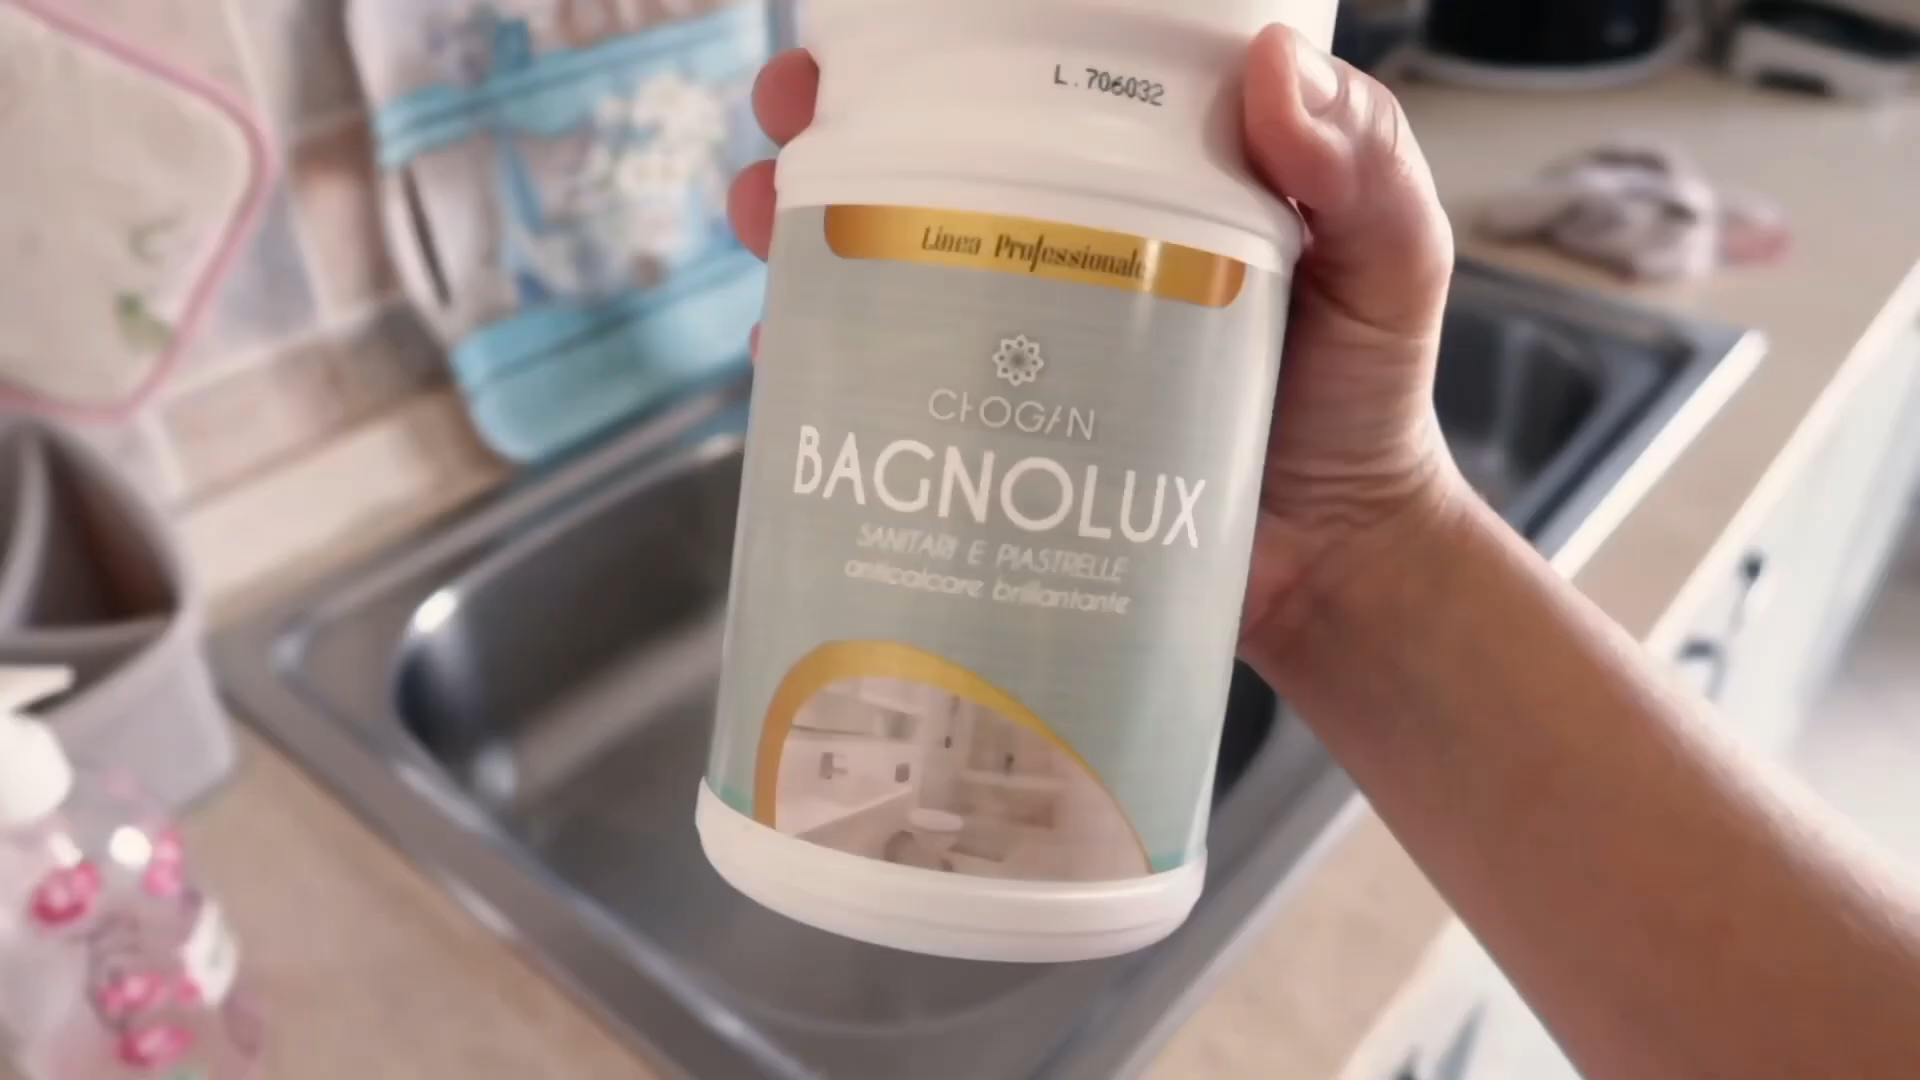 L.706032
Linea Professionale
CHOGAN
BAGNOLUX
SANITARI E PIASTRELLE
anticalcare brillantante